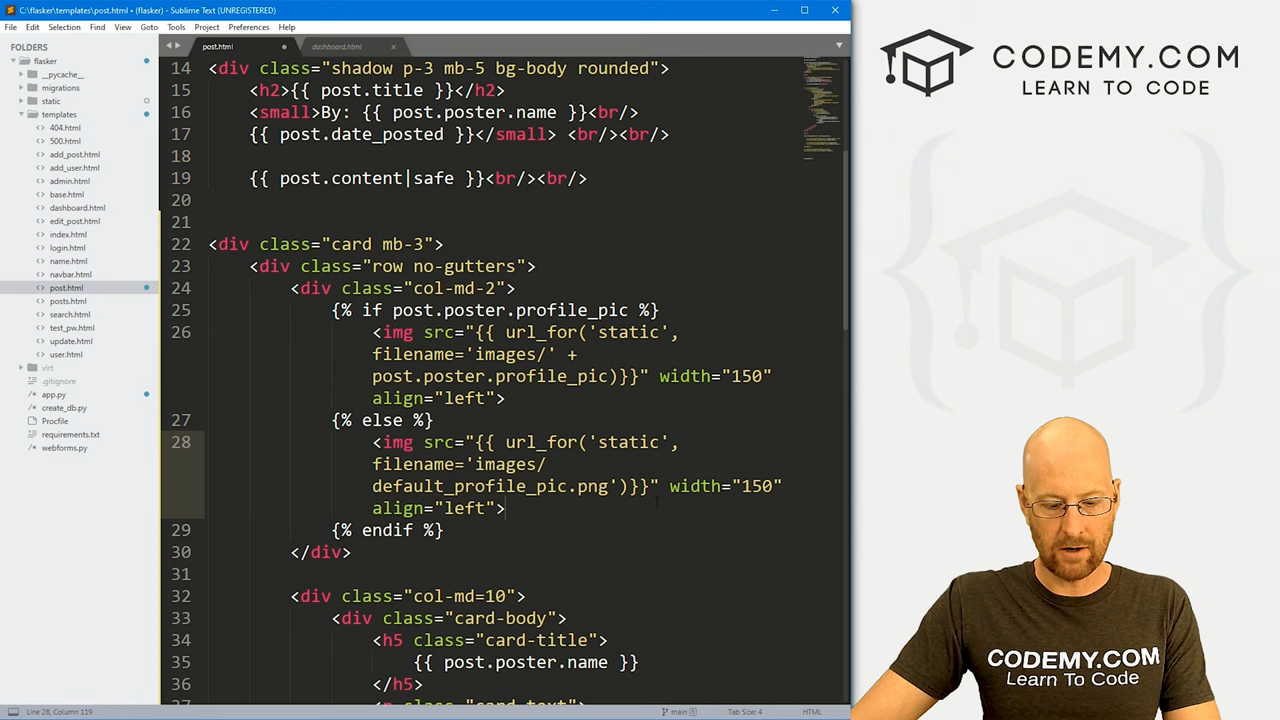 C:\flasker\templates\post.html • (flasker) - Sublime Text (UNREGISTERED)
File Edit Selection Find View Goto Tools Project Preferences Help
FOLDERS
flasker
__pycache__
migrations
static
templates
404.html
500.html
add_post.html
add_user.html
admin.html
base.html
dashboard.html
edit_post.html
index.html
login.html
name.html
navbar.html
post.html
posts.html
search.html
test_pw.html
update.html
user.html
virt
.gitignore
app.py
create_db.py
Procfile
requirements.txt
webforms.py
post.html
dashboard.html
14 <div class="shadow p-3 mb-5 bg-body rounded">
15 <h2>{{ post.title }}</h2>
16 <small>By: {{ post.poster.name }}<br/>
17 {{ post.date_posted }}</small> <br/><br/>
18
19 {{ post.content|safe }}<br/><br/>
20
21
22 <div class="card mb-3">
23 <div class="row no-gutters">
24 <div class="col-md-2">
25 {% if post.poster.profile_pic %}
26 <img src="{{ url_for('static',
filename='images/' +
post.poster.profile_pic)}}" width="150"
align="left">
27 {% else %}
28 <img src="{{ url_for('static',
filename='images/
default_profile_pic.png')}}" width="150"
align="left">
29 {% endif %}
30 </div>
31
32 <div class="col-md=10">
33 <div class="card-body">
34 <h5 class="card-title">
35 {{ post.poster.name }}
36 </h5>
Line 28, Column 119
main
Tab Size: 4
HTML
CODEMY.COM
LEARN TO CODE
CODEMY.COM
Learn To Code